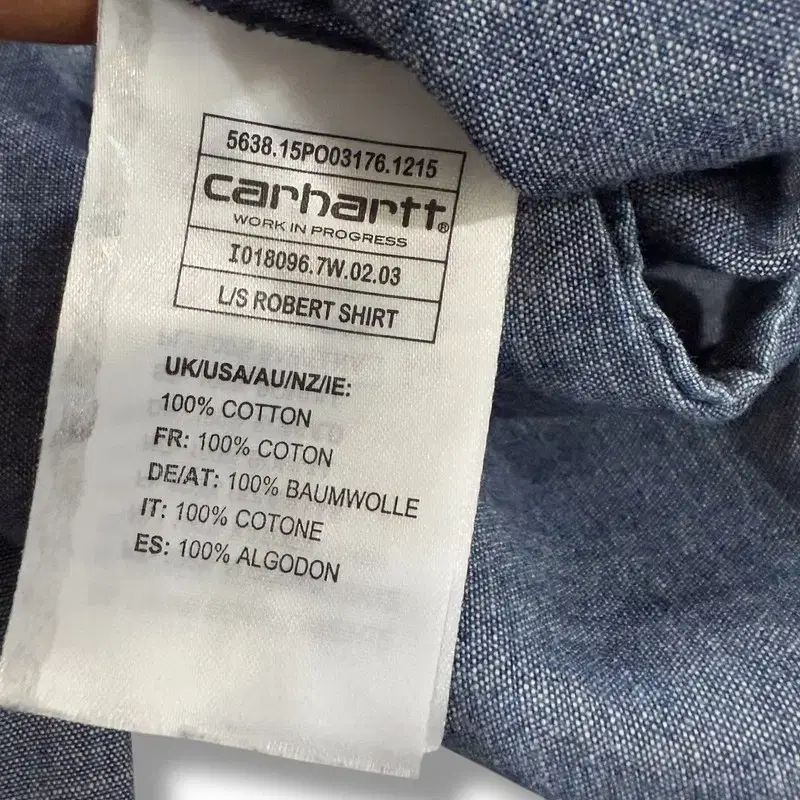 5638.15PO03176.1215
carhartt®
WORK IN PROGRESS
I018096.7W.02.03
L/S ROBERT SHIRT
UK/USA/AU/NZ/IE:
100% COTTON
FR: 100% COTON
DE/AT: 100% BAUMWOLLE
IT: 100% COTONE
ES: 100% ALGODON